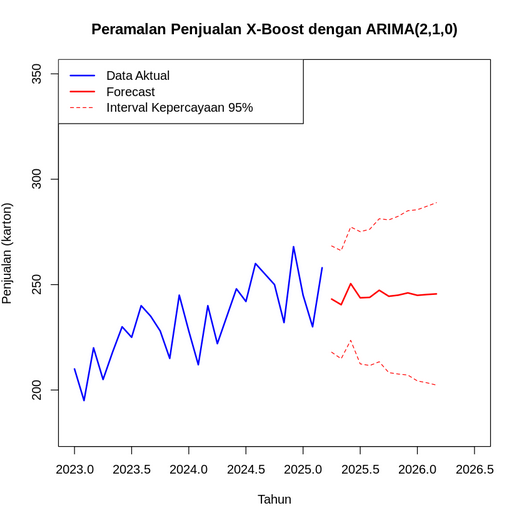 Peramalan Penjualan X-Boost dengan ARIMA(2,1,0)
Data Aktual
Forecast
Interval Kepercayaan 95%
Penjualan (karton)
350
300
250
200
2023.0 2023.5 2024.0 2024.5 2025.0 2025.5 2026.0 2026.5
Tahun